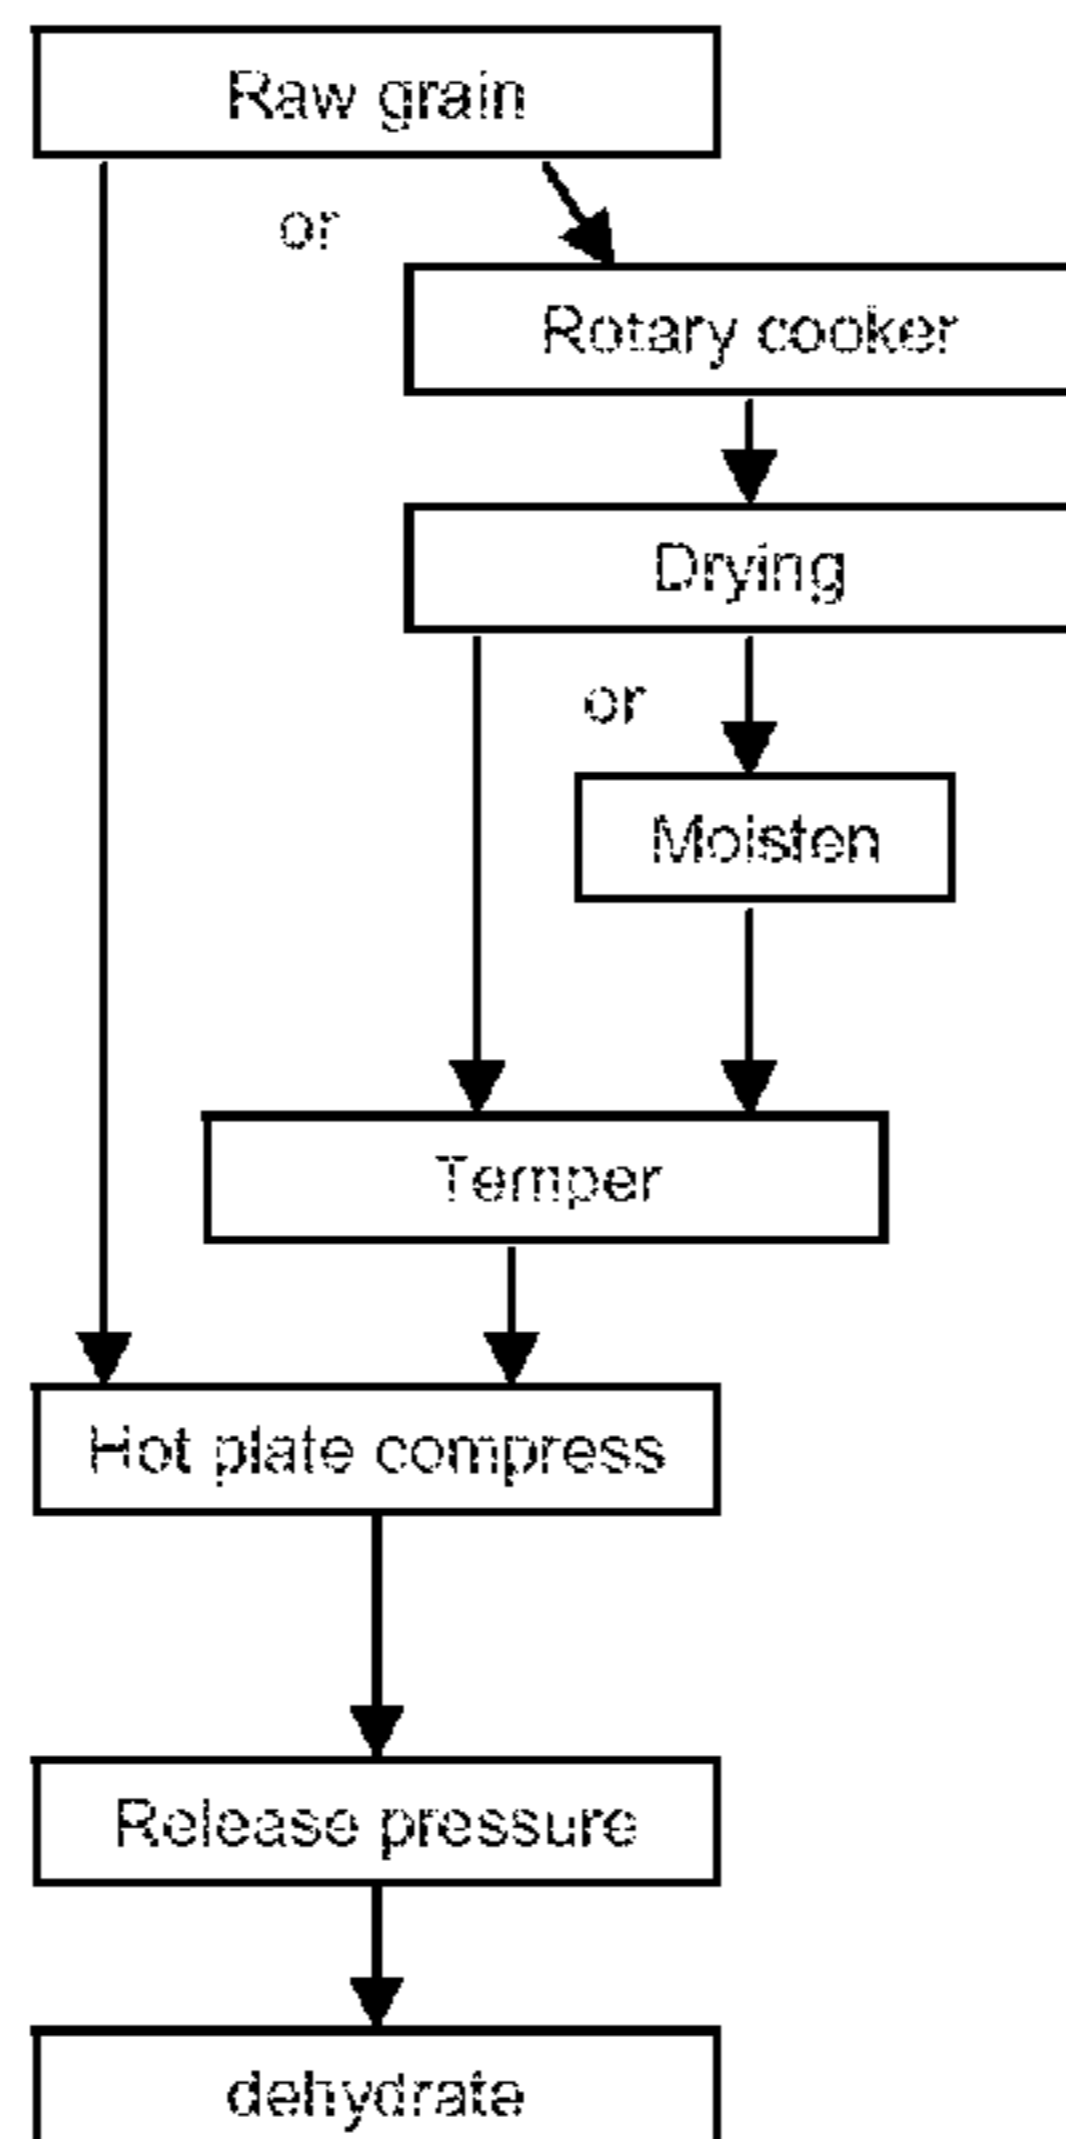 Raw grain
or
Rotary cooker
Drying
or
Moisten
Temper
Hot plate compress
Release pressure
dehydrate